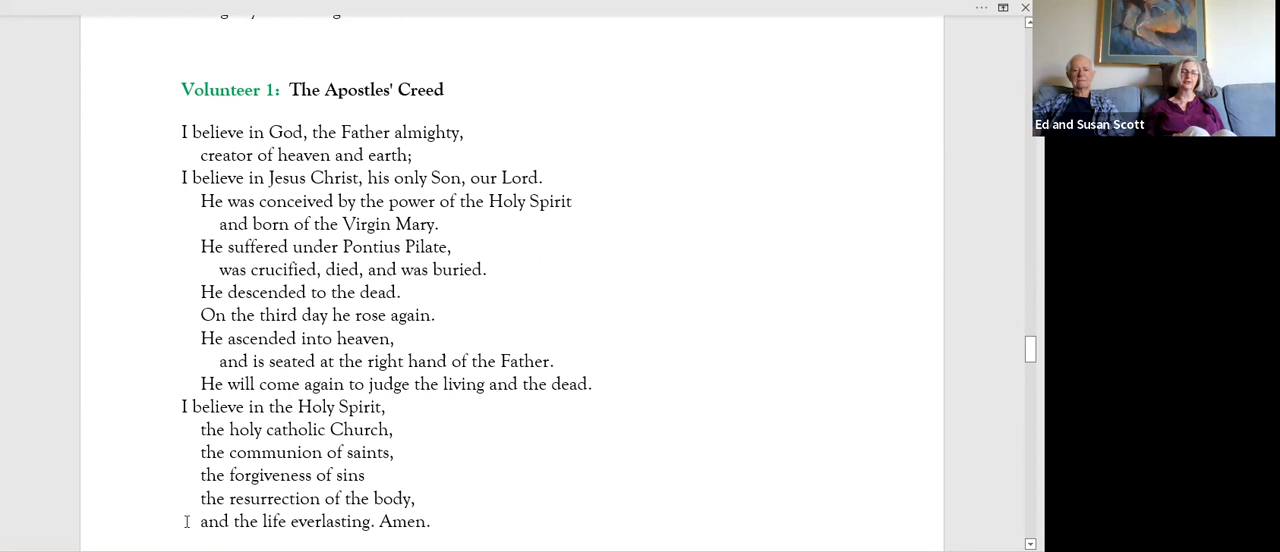 Volunteer 1: The Apostles' Creed
I believe in God, the Father almighty,
creator of heaven and earth;
I believe in Jesus Christ, his only Son, our Lord.
He was conceived by the power of the Holy Spirit
and born of the Virgin Mary.
He suffered under Pontius Pilate,
was crucified, died, and was buried.
He descended to the dead.
On the third day he rose again.
He ascended into heaven,
and is seated at the right hand of the Father.
He will come again to judge the living and the dead.
I believe in the Holy Spirit,
the holy catholic Church,
the communion of saints,
the forgiveness of sins
the resurrection of the body,
and the life everlasting. Amen.
Ed and Susan Scott